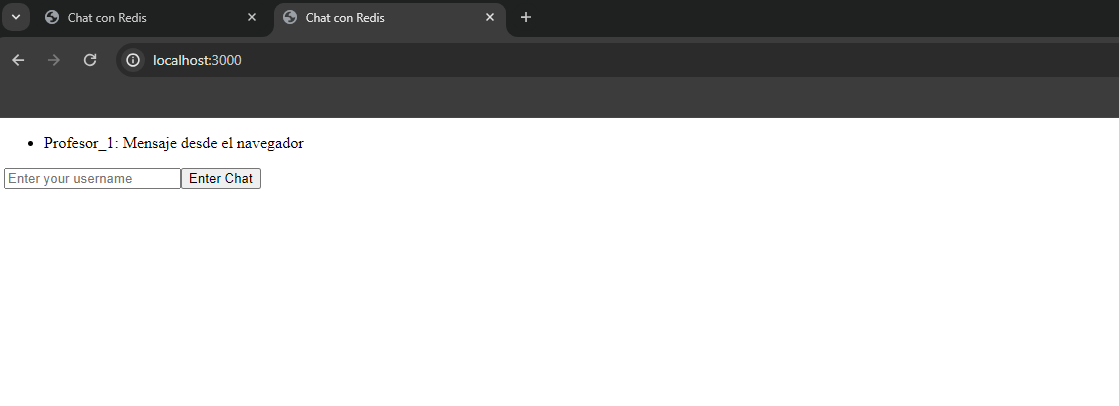 Chat con Redis
Chat con Redis
localhost:3000
Profesor_1: Mensaje desde el navegador
Enter your username
Enter Chat